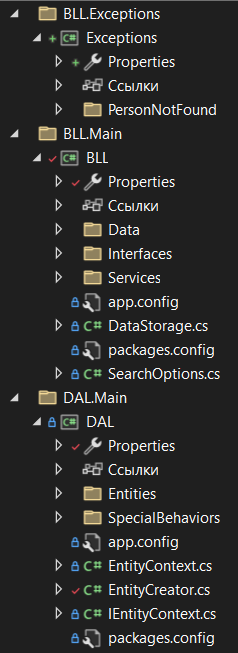 BLL.Exceptions
C# Exceptions
Properties
Ссылки
PersonNotFound
BLL.Main
C# BLL
Properties
Ссылки
Data
Interfaces
Services
app.config
C# DataStorage.cs
packages.config
C# SearchOptions.cs
DAL.Main
C# DAL
Properties
Ссылки
Entities
SpecialBehaviors
app.config
C# EntityContext.cs
C# EntityCreator.cs
C# IEntityContext.cs
packages.config